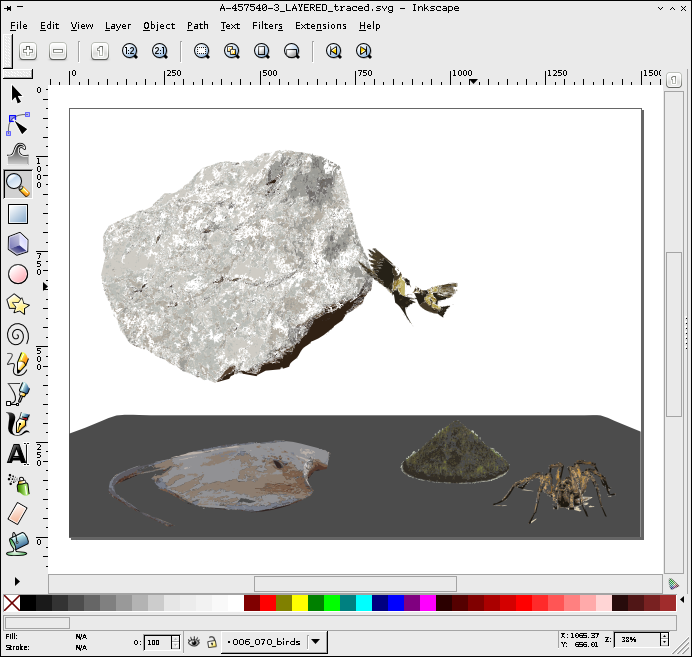 A-457540-3_LAYERED_traced.svg - Inkscape
File Edit View Layer Object Path Text Filters Extensions Help
1 1:2 2:1
0 250 500 750 1000 1250 1500
0
1000
750
500
250
0
A
Fill: N/A
Stroke: N/A
O: 100
•006_070_birds
X: 1065.37
Y: 656.01
Z: 38%